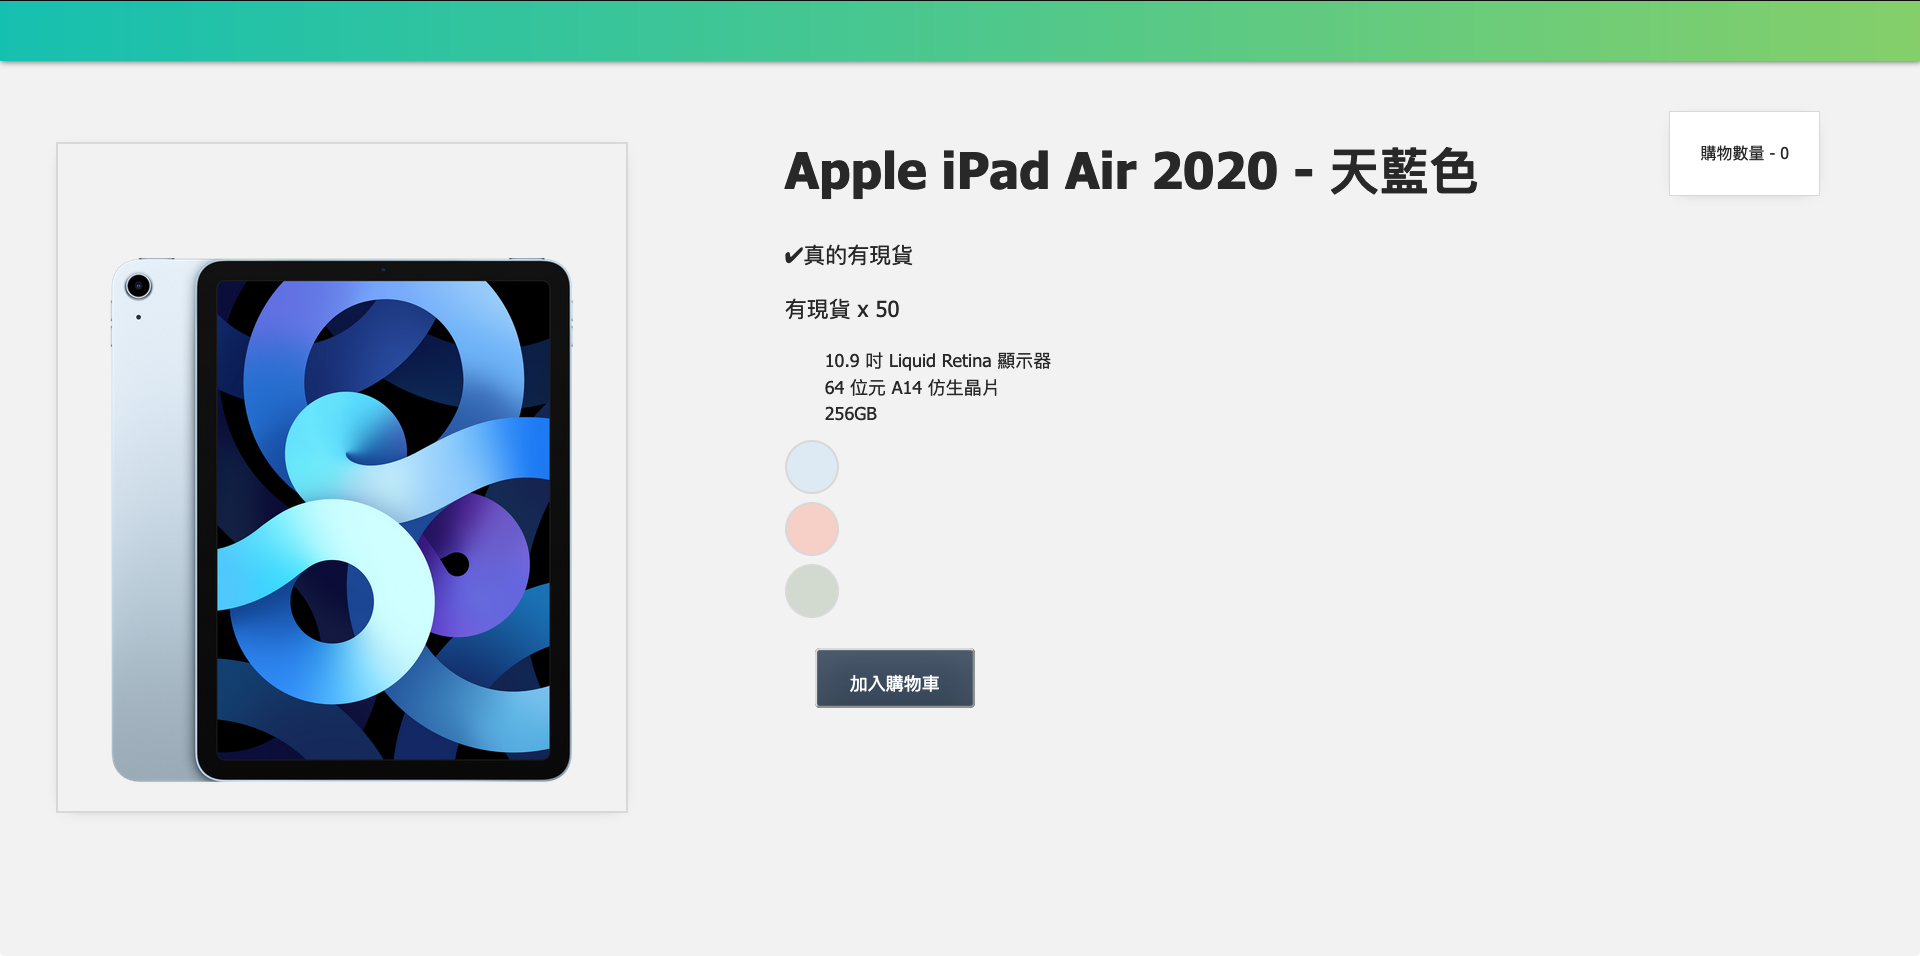 購物數量 - 0
Apple iPad Air 2020 - 天藍色
✔真的有現貨
有現貨 x 50
10.9 吋 Liquid Retina 顯示器
64 位元 A14 仿生晶片
256GB
加入購物車